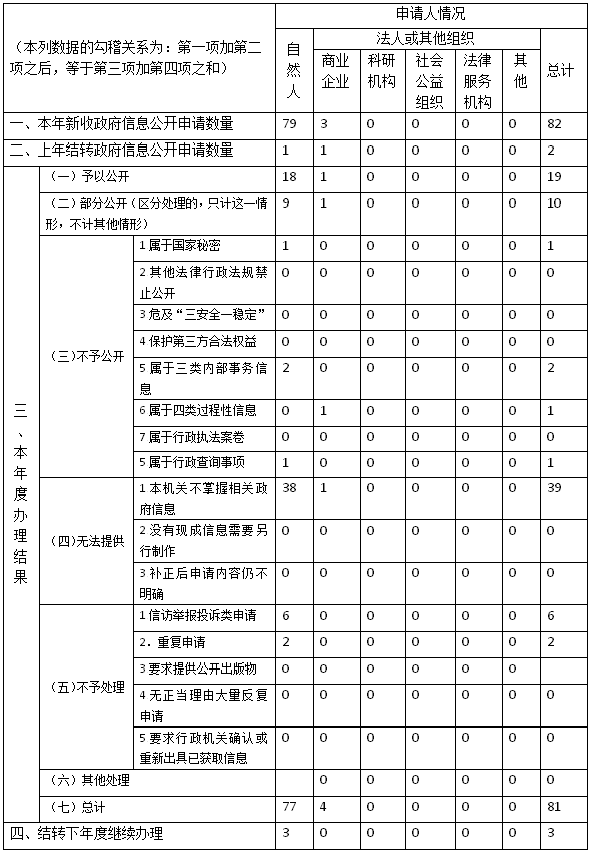 （本列数据的勾稽关系为：第一项加第二项之后，等于第三项加第四项之和）
申请人情况
自然人
法人或其他组织
总计
商业企业
科研机构
社会公益组织
法律服务机构
其他
一、本年新收政府信息公开申请数量 79 3 0 0 0 0 82
二、上年结转政府信息公开申请数量 1 1 0 0 0 0 2
三、本年度办理结果
（一）予以公开 18 1 0 0 0 0 19
（二）部分公开（区分处理的，只计这一情形，不计其他情形） 9 1 0 0 0 0 10
（三）不予公开
1属于国家秘密 1 0 0 0 0 0 1
2其他法律行政法规禁止公开 0 0 0 0 0 0 0
3危及“三安全一稳定” 0 0 0 0 0 0 0
4保护第三方合法权益 0 0 0 0 0 0 0
5属于三类内部事务信息 2 0 0 0 0 0 2
6属于四类过程性信息 0 1 0 0 0 0 1
7属于行政执法案卷 0 0 0 0 0 0 0
5属于行政查询事项 1 0 0 0 0 0 1
（四）无法提供
1本机关不掌握相关政府信息 38 1 0 0 0 0 39
2没有现成信息需要另行制作 0 0 0 0 0 0 0
3补正后申请内容仍不明确 0 0 0 0 0 0 0
（五）不予处理
1信访举报投诉类申请 6 0 0 0 0 0 6
2．重复申请 2 0 0 0 0 0 2
3要求提供公开出版物 0 0 0 0 0 0 0
4无正当理由大量反复申请 0 0 0 0 0 0 0
5要求行政机关确认或重新出具已获取信息 0 0 0 0 0 0 0
（六）其他处理 0 0 0 0 0 0
（七）总计 77 4 0 0 0 0 81
四、结转下年度继续办理 3 0 0 0 0 0 3